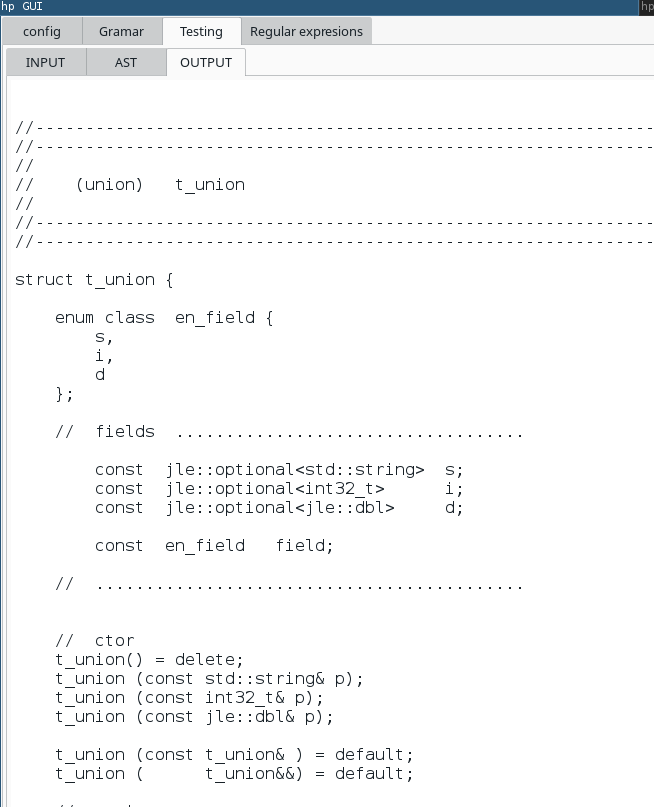 hp GUI hp
config Gramar Testing Regular expresions
INPUT AST OUTPUT
//--------------------------------------------------------------
//--------------------------------------------------------------
//
//    (union)   t_union
//
//--------------------------------------------------------------
//--------------------------------------------------------------
struct t_union {
    enum class  en_field {
        s,
        i,
        d
    };
    //  fields  ...................................
        const  jle::optional<std::string>  s;
        const  jle::optional<int32_t>      i;
        const  jle::optional<jle::dbl>     d;
        const  en_field   field;
    //  ...........................................
    //  ctor
    t_union() = delete;
    t_union (const std::string& p);
    t_union (const int32_t& p);
    t_union (const jle::dbl& p);
    t_union (const t_union& ) = default;
    t_union (      t_union&&) = default;